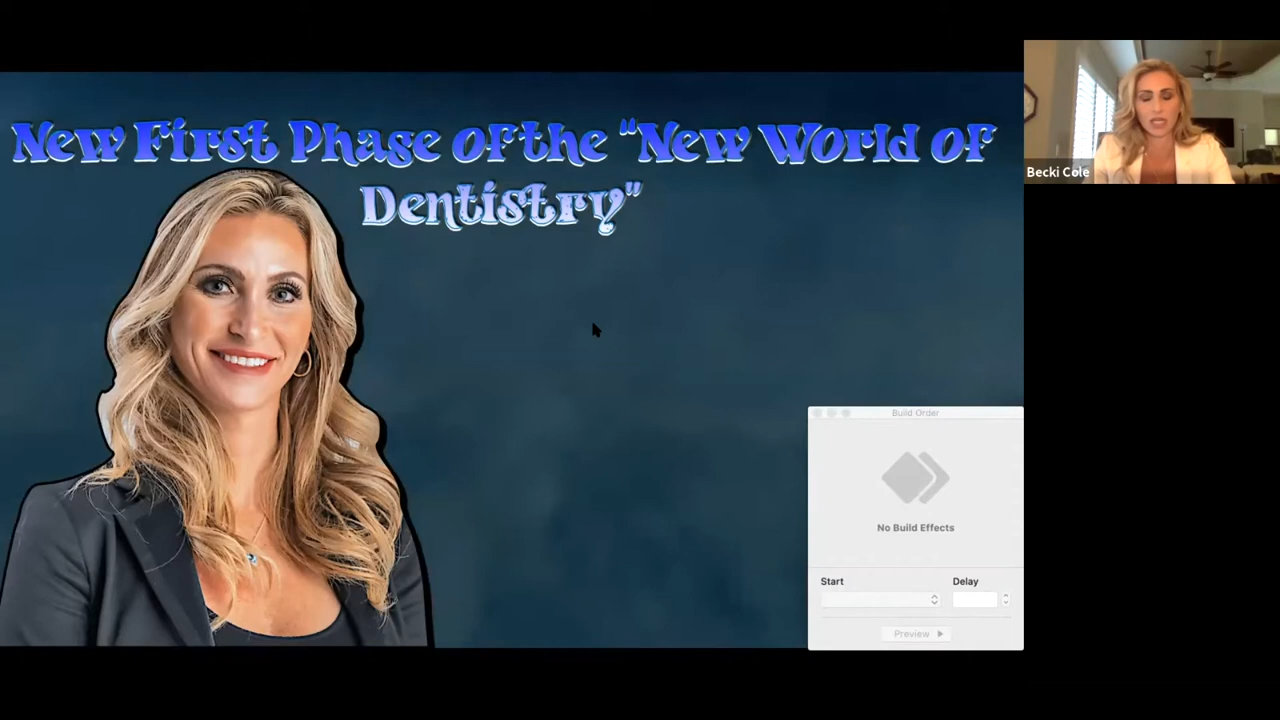 New First Phase Of the “New World Of
Dentistry”
Becki Cole
Build Order
No Build Effects
Start
Delay
Preview